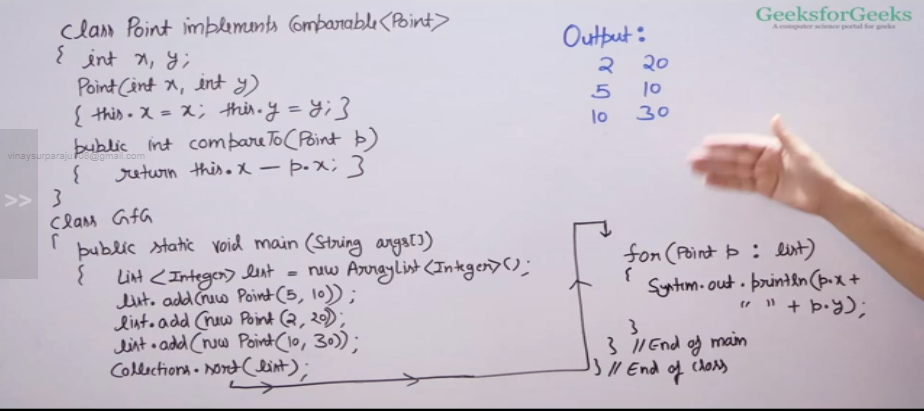 GeeksforGeeks
A computer science portal for geeks
class Point implements Comparable<Point>
{ int x, y;
Point(int x, int y)
{ this.x = x; this.y = y; }
public int compareTo(Point p)
{ return this.x - p.x; }
}
class GfG
{ public static void main (String args[])
{ List <Integer> list = new ArrayList<Integer>();
list.add(new Point(5, 10));
list.add(new Point(2, 20));
list.add(new Point(10, 30));
Collections.sort(list);
for(Point p : list)
{ System.out.println(p.x +
" " + p.y);
}
} // End of main
} // End of class
Output:
2 20
5 10
10 30
>>